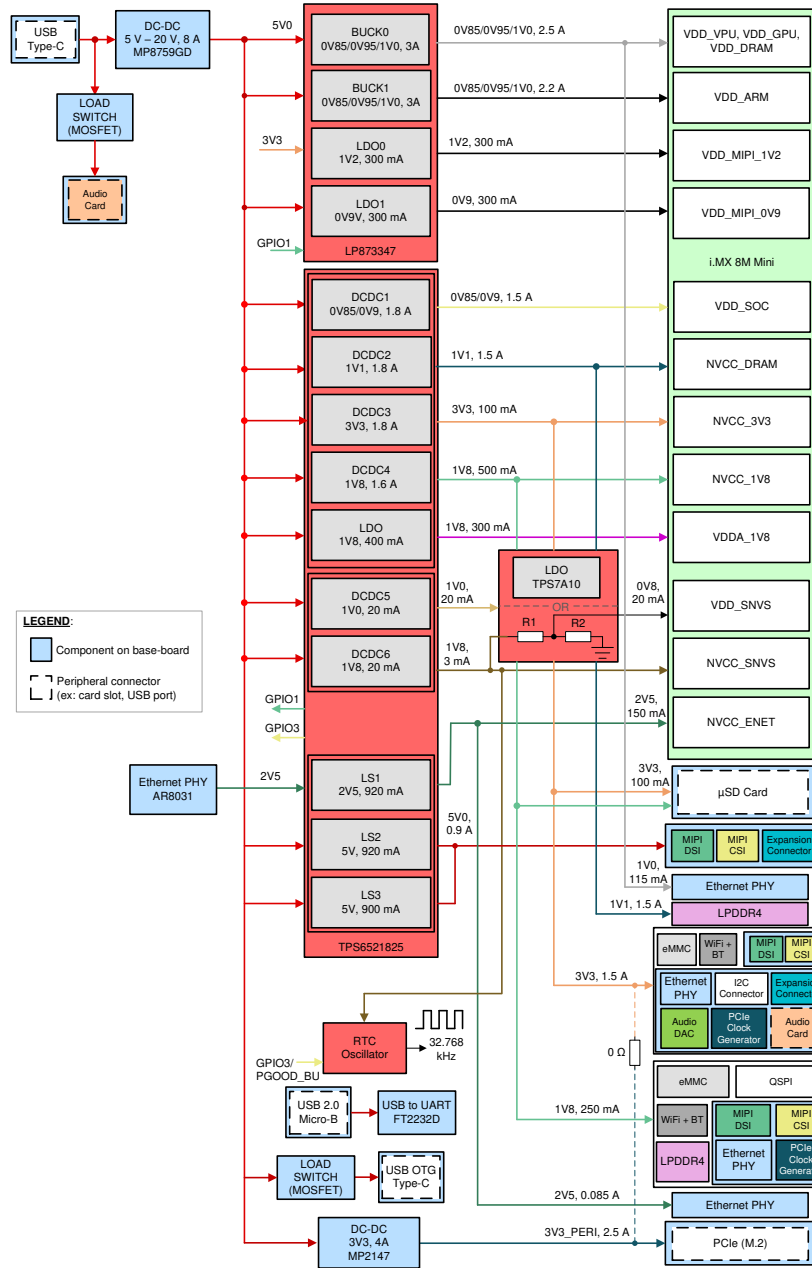 USB
Type-C
DC-DC
5 V – 20 V, 8 A
MP8759GD
5V0
BUCK0
0V85/0V95/1V0, 3A
0V85/0V95/1V0, 2.5 A
VDD_VPU, VDD_GPU,
VDD_DRAM
BUCK1
0V85/0V95/1V0, 3A
0V85/0V95/1V0, 2.2 A
VDD_ARM
LOAD
SWITCH
(MOSFET)
3V3
LDO0
1V2, 300 mA
1V2, 300 mA
VDD_MIPI_1V2
Audio
Card
LDO1
0V9V, 300 mA
0V9, 300 mA
VDD_MIPI_0V9
GPIO1
LP873347
i.MX 8M Mini
DCDC1
0V85/0V9, 1.8 A
0V85/0V9, 1.5 A
VDD_SOC
DCDC2
1V1, 1.8 A
1V1, 1.5 A
NVCC_DRAM
DCDC3
3V3, 1.8 A
3V3, 100 mA
NVCC_3V3
DCDC4
1V8, 1.6 A
1V8, 500 mA
NVCC_1V8
LDO
1V8, 400 mA
1V8, 300 mA
VDDA_1V8
LDO
TPS7A10
OR
R1
R2
DCDC5
1V0, 20 mA
1V0,
20 mA
0V8,
20 mA
VDD_SNVS
LEGEND:
Component on base-board
Peripheral connector
(ex: card slot, USB port)
DCDC6
1V8, 20 mA
1V8,
3 mA
NVCC_SNVS
GPIO1
GPIO3
2V5,
150 mA
NVCC_ENET
Ethernet PHY
AR8031
2V5
LS1
2V5, 920 mA
3V3,
100 mA
µSD Card
LS2
5V, 920 mA
5V0,
0.9 A
MIPI
DSI
MIPI
CSI
Expansion
Connector
LS3
5V, 900 mA
1V0,
115 mA
Ethernet PHY
1V1, 1.5 A
LPDDR4
TPS6521825
eMMC
WiFi +
BT
MIPI
DSI
MIPI
CSI
3V3, 1.5 A
Ethernet
PHY
I2C
Connector
Audio
DAC
PCIe
Clock
Generator
Audio
Card
RTC
Oscillator
32.768
kHz
GPIO3/
PGOOD_BU
0 Ω
eMMC
QSPI
USB 2.0
Micro-B
USB to UART
FT2232D
1V8, 250 mA
WiFi + BT
MIPI
DSI
MIPI
CSI
LPDDR4
Ethernet
PHY
PCIe
Clock
LOAD
SWITCH
(MOSFET)
USB OTG
Type-C
2V5, 0.085 A
Ethernet PHY
DC-DC
3V3, 4A
MP2147
3V3_PERI, 2.5 A
PCIe (M.2)